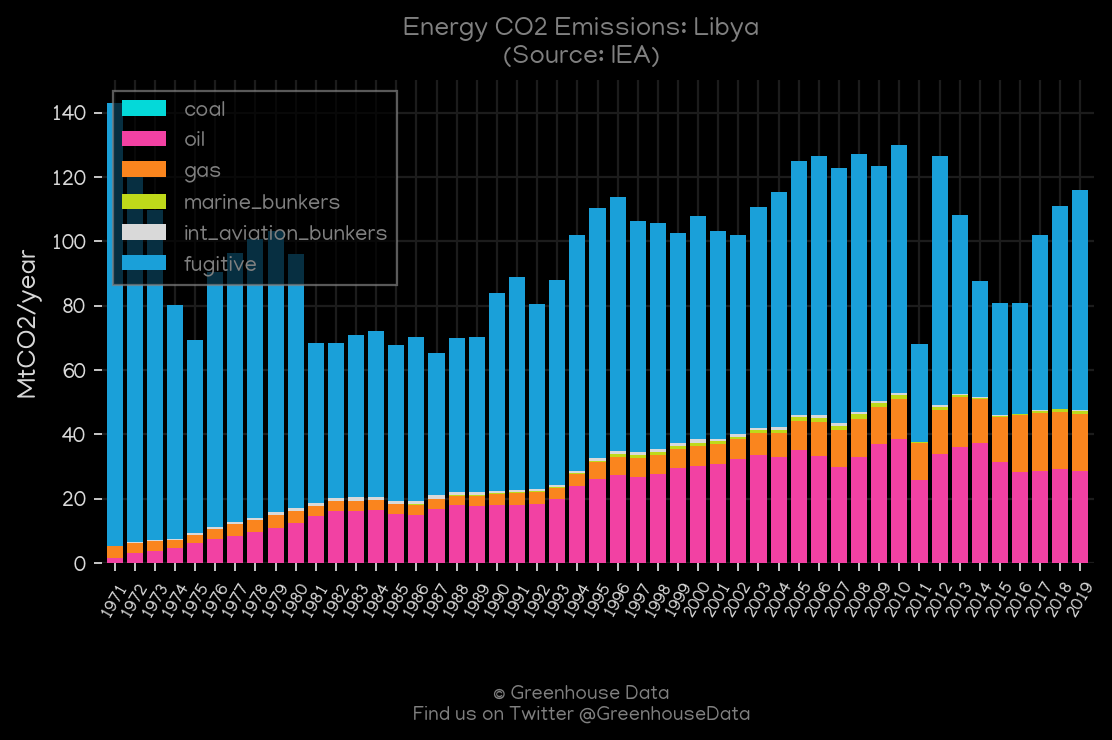 Energy CO2 Emissions: Libya
(Source: IEA)
coal
oil
gas
marine_bunkers
int_aviation_bunkers
fugitive
MtCO2/year
140
120
100
80
60
40
20
0
1971 1972 1973 1974 1975 1976 1977 1978 1979 1980 1981 1982 1983 1984 1985 1986 1987 1988 1989 1990 1991 1992 1993 1994 1995 1996 1997 1998 1999 2000 2001 2002 2003 2004 2005 2006 2007 2008 2009 2010 2011 2012 2013 2014 2015 2016 2017 2018 2019
© Greenhouse Data
Find us on Twitter @GreenhouseData